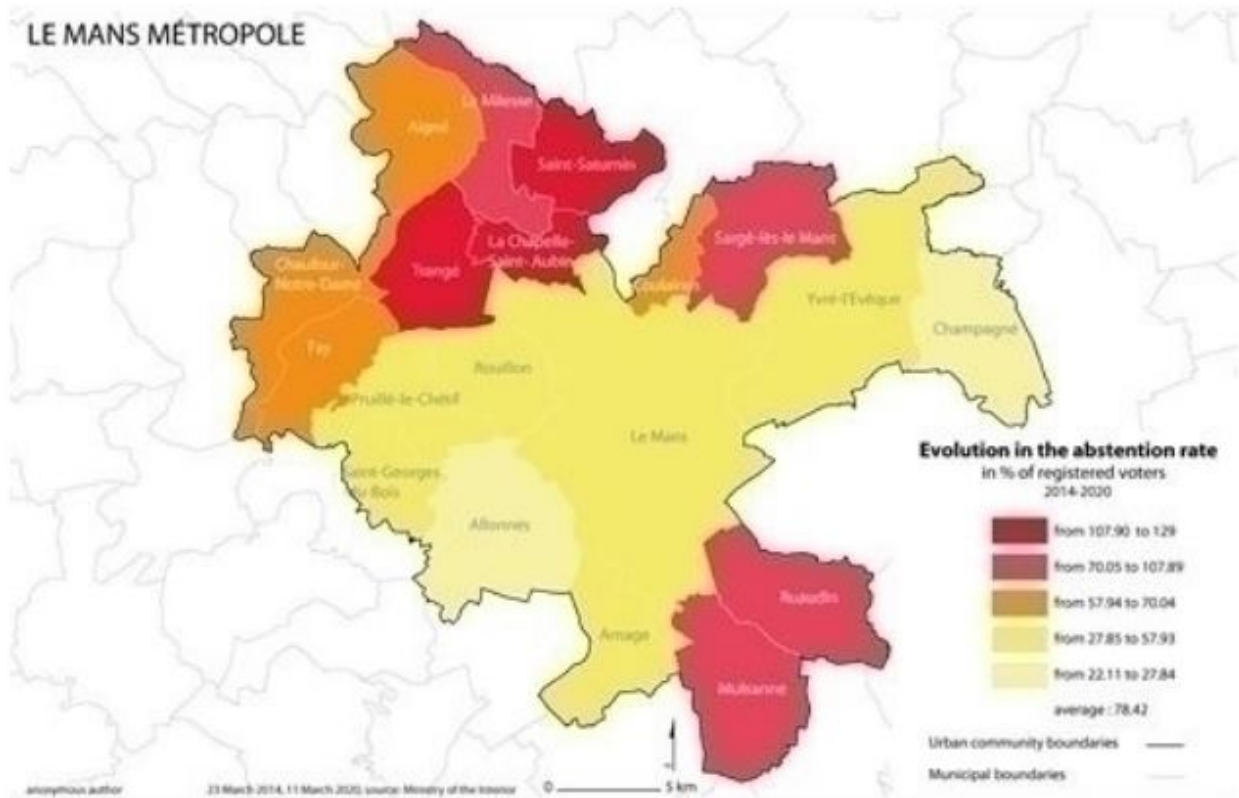 LE MANS MÉTROPOLE
La Milesse
Aigné
Saint-Saturnin
La Chapelle-
Saint- Aubin
Trangé
Chaufour-
Notre-Dame
Fay
Coulaines
Sargé-lès-le Mans
Yvré-l'Evêque
Champagné
Rouillon
Pruillé-le-Chétif
Le Mans
Saint-Georges
du Bois
Allonnes
Arnage
Ruaudin
Mulsanne
Evolution in the abstention rate
in % of registered voters
2014-2020
from 107.90 to 129
from 70.05 to 107.89
from 57.94 to 70.04
from 27.85 to 57.93
from 22.11 to 27.84
average : 78.42
Urban community boundaries
Municipal boundaries
anonymous author
23 March 2014, 11 March 2020, source: Ministry of the Interior
0
5 km